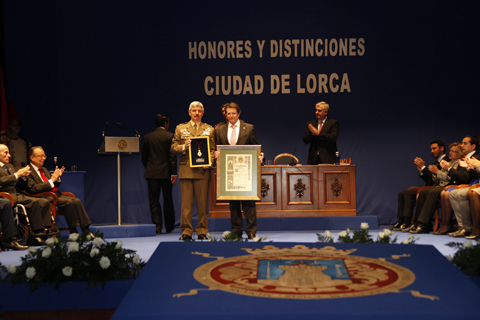 HONORES Y DISTINCIONES
CIUDAD DE LORCA